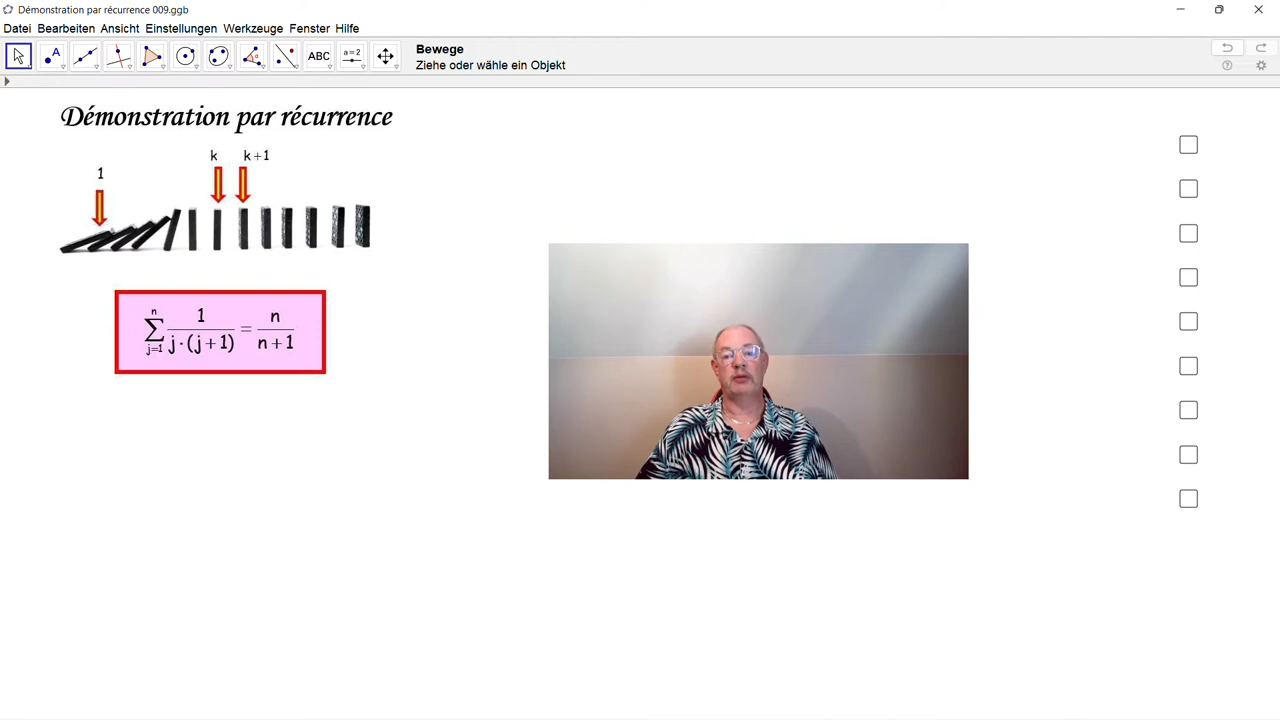 Démonstration par récurrence 009.ggb
Datei Bearbeiten Ansicht Einstellungen Werkzeuge Fenster Hilfe
A ABC a=2 Bewege
Ziehe oder wähle ein Objekt
Démonstration par récurrence
k k+1
1
n ∑ j=1 1 / j·(j+1) = n / n+1